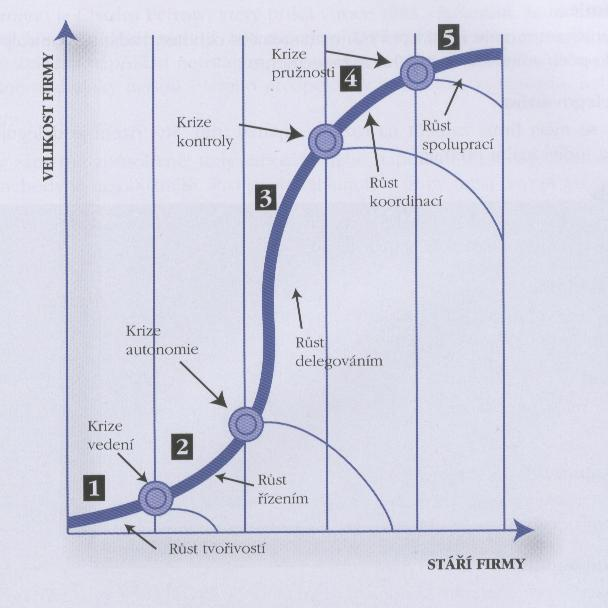 VELIKOST FIRMY
Krize
pružnosti
4
5
Krize
kontroly
Růst
spoluprací
Růst
koordinací
3
Krize
autonomie
Růst
delegováním
Krize
vedení
2
1
Růst
řízením
Růst tvořivostí
STÁŘÍ FIRMY